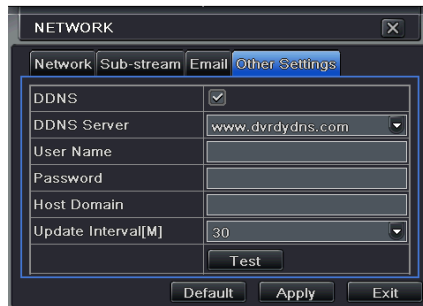 NETWORK
Network Sub-stream Email Other Settings
DDNS
DDNS Server www.dvrdydns.com
User Name
Password
Host Domain
Update Interval[M] 30
Test
Default Apply Exit